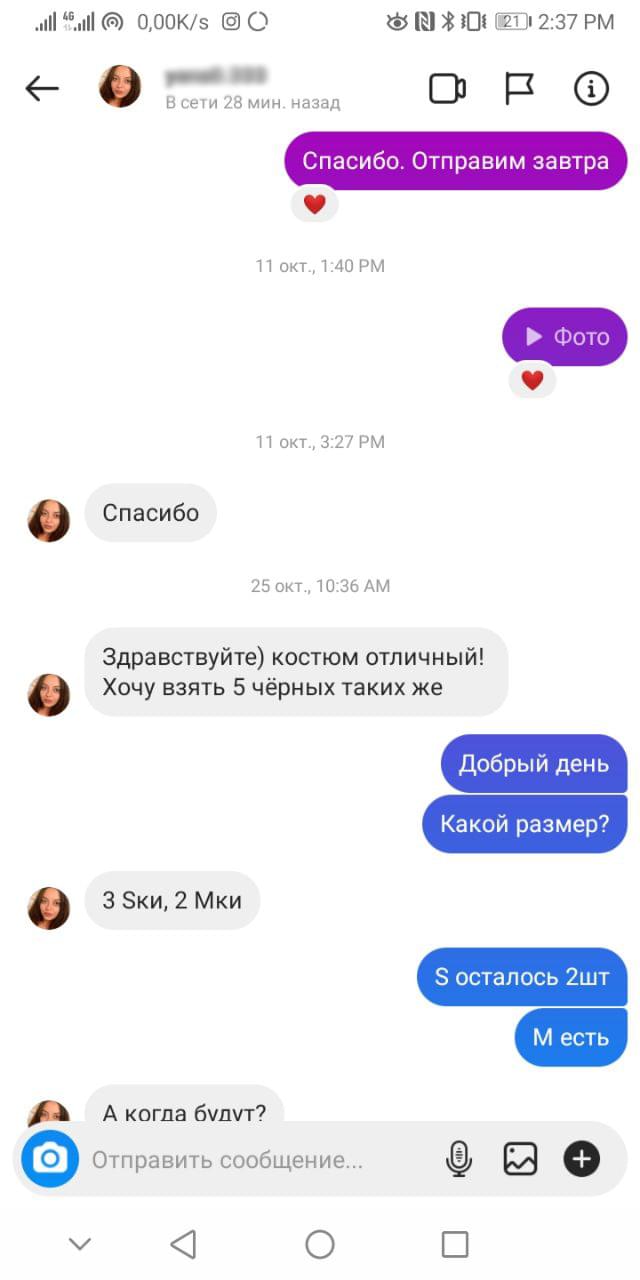 4G 0,00K/s 21 2:37 PM
В сети 28 мин. назад
Спасибо. Отправим завтра
11 окт., 1:40 PM
Фото
11 окт., 3:27 PM
Спасибо
25 окт., 10:36 AM
Здравствуйте) костюм отличный!
Хочу взять 5 чёрных таких же
Добрый день
Какой размер?
3 Sки, 2 Мки
S осталось 2шт
М есть
А когда будут?
Отправить сообщение...